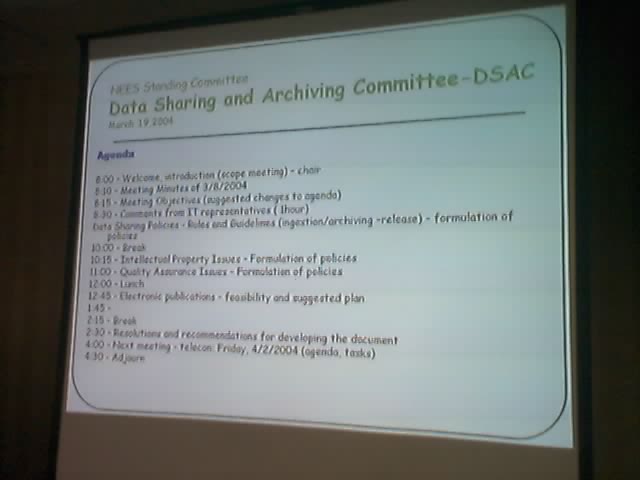 NEES Standing Committee
Data Sharing and Archiving Committee-DSAC
March 19 2004
Agenda
8:00 - Welcome, introduction (scope meeting) - chair
8:10 - Meeting Minutes of 3/8/2004
8:15 - Meeting Objectives (suggested changes to agenda)
8:30 - Comments from IT representatives ( 1hour)
Data Sharing Policies - Rules and Guidelines (ingestion/archiving -release) - formulation of
policies
10:00 - Break
10:15 - Intellectual Property Issues - Formulation of policies
11:00 - Quality Assurance Issues - Formulation of policies
12:00 - Lunch
12:45 - Electronic publications - feasibility and suggested plan
1:45 -
2:15 - Break
2:30 - Resolutions and recommendations for developing the document
4:00 - Next meeting - telecon: Friday, 4/2/2004 (agenda, tasks)
4:30 - Adjourn